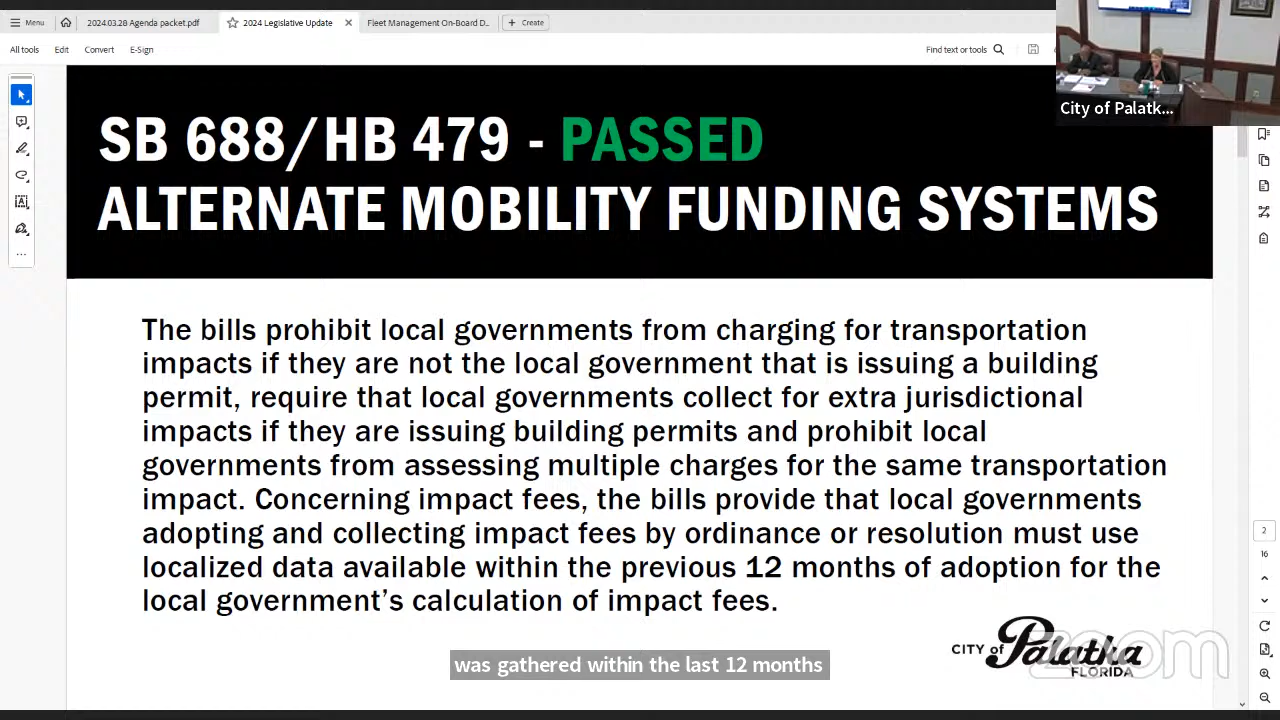 Menu
2024.03.28 Agenda packet.pdf
2024 Legislative Update
Fleet Management On-Board D...
Create
All tools
Edit
Convert
E-Sign
Find text or tools
City of Palatk...
SB 688/HB 479 - PASSED
ALTERNATE MOBILITY FUNDING SYSTEMS
The bills prohibit local governments from charging for transportation
impacts if they are not the local government that is issuing a building
permit, require that local governments collect for extra jurisdictional
impacts if they are issuing building permits and prohibit local
governments from assessing multiple charges for the same transportation
impact. Concerning impact fees, the bills provide that local governments
adopting and collecting impact fees by ordinance or resolution must use
localized data available within the previous 12 months of adoption for the
local government's calculation of impact fees.
2
16
CITY of Palatka
FLORIDA
zoom
was gathered within the last 12 months